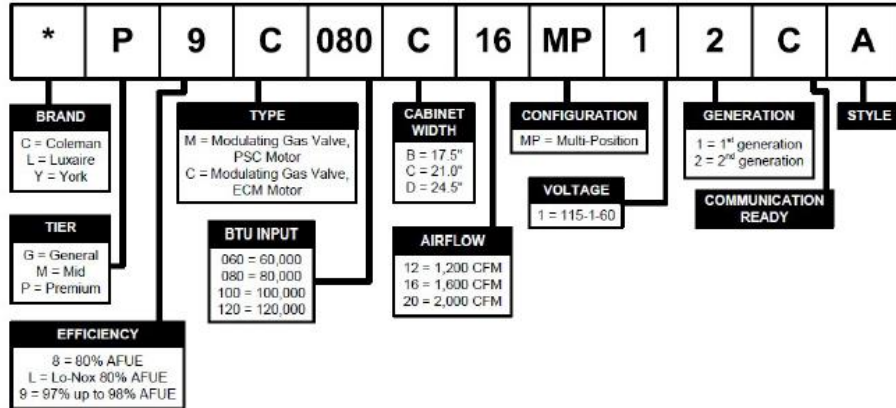 * P 9 C 080 C 16 MP 1 2 C A
BRAND
C = Coleman
L = Luxaire
Y = York
TIER
G = General
M = Mid
P = Premium
EFFICIENCY
8 = 80% AFUE
L = Lo-Nox 80% AFUE
9 = 97% up to 98% AFUE
TYPE
M = Modulating Gas Valve,
PSC Motor
C = Modulating Gas Valve,
ECM Motor
BTU INPUT
060 = 60,000
080 = 80,000
100 = 100,000
120 = 120,000
CABINET
WIDTH
B = 17.5"
C = 21.0"
D = 24.5"
AIRFLOW
12 = 1,200 CFM
16 = 1,600 CFM
20 = 2,000 CFM
CONFIGURATION
MP = Multi-Position
VOLTAGE
1 = 115-1-60
GENERATION
1 = 1st generation
2 = 2nd generation
COMMUNICATION
READY
STYLE